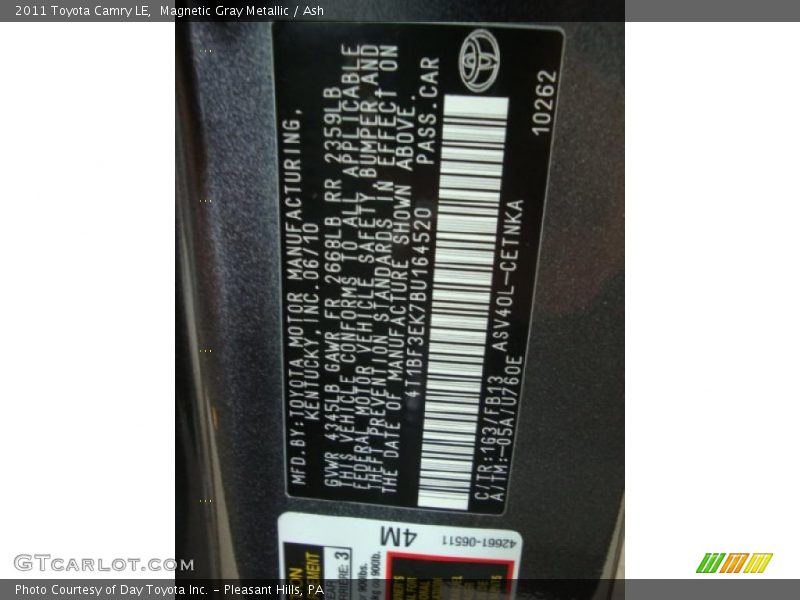 2011 Toyota Camry LE, Magnetic Gray Metallic / Ash
MFD.BY:TOYOTA MOTOR MANUFACTURING,
KENTUCKY, INC. 06/10
GVWR 4345LB GAWR FR 2668LB RR 2359LB
THIS VEHICLE CONFORMS TO ALL APPLICABLE
FEDERAL MOTOR VEHICLE SAFETY, BUMPER AND
THEFT PREVENTION STANDARDS IN EFFECT ON
THE DATE OF MANUFACTURE SHOWN ABOVE.
4T1BF3EK7BU164520 PASS.CAR
C/TR:1G3/FB13 ASV40L-CETNKA
A/TM:-05A/U760E
10262
4M
42661-06511
3
GTcarlot.com
Photo Courtesy of Day Toyota Inc. - Pleasant Hills, PA